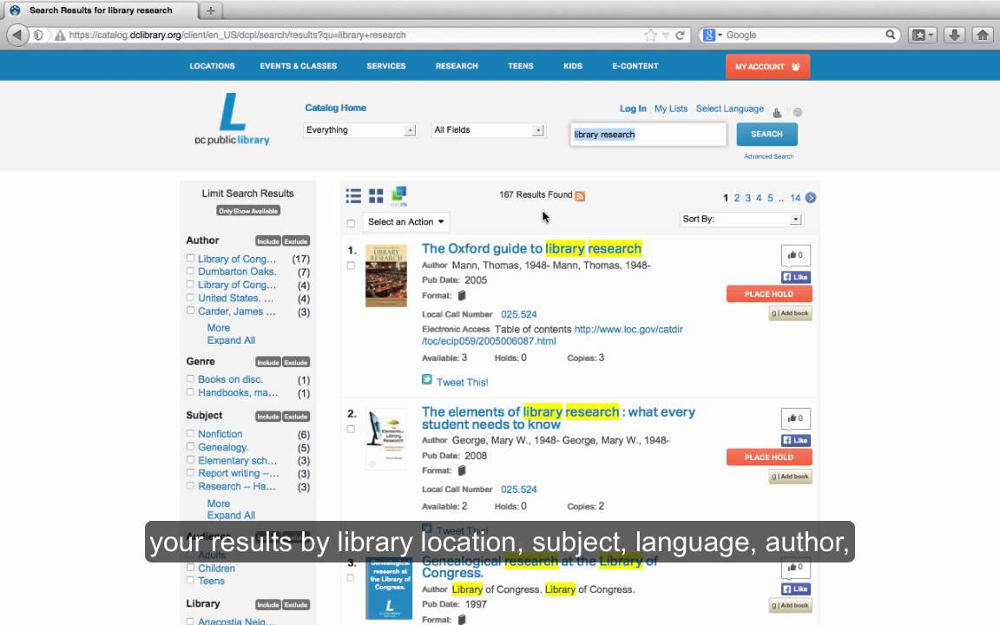 Search Results for library research
https://catalog.dclibrary.org/client/en_US/dcpl/search/results?qu=library+research
Google
LOCATIONS EVENTS & CLASSES SERVICES RESEARCH TEENS KIDS E-CONTENT MY ACCOUNT
L
DC public library
Catalog Home
Log In My Lists Select Language
Everything All Fields library research SEARCH
Advanced Search
Limit Search Results
Only Show Available
Author Include Exclude
Library of Cong... (17)
Dumbarton Oaks. (7)
Library of Cong... (4)
United States. ... (4)
Carder, James ... (3)
More
Expand All
Genre Include Exclude
Books on disc. (1)
Handbooks, ma... (1)
Subject Include Exclude
Nonfiction (6)
Genealogy. (5)
Elementary sch... (3)
Report writing --... (3)
Research -- Ha... (3)
More
Expand All
Audience
Adults
Children
Teens
Library Include Exclude
Anacostia Neig...
167 Results Found
1 2 3 4 5 .. 14
Select an Action
Sort By:
1.
LIBRARY
RESEARCH
The Oxford guide to library research
Author Mann, Thomas, 1948- Mann, Thomas, 1948-
Pub Date: 2005
Format:
Local Call Number 025.524
Electronic Access Table of contents http://www.loc.gov/catdir
/toc/ecip059/2005006087.html
Available: 3 Holds: 0 Copies: 3
Tweet This!
0
Like
PLACE HOLD
g | Add book
2.
The elements of library research : what every
student needs to know
Author George, Mary W., 1948- George, Mary W., 1948-
Pub Date: 2008
Format:
Local Call Number 025.524
Available: 2 Holds: 0 Copies: 2
Tweet This!
0
Like
PLACE HOLD
g | Add book
your results by library location, subject, language, author,
3.
Genealogical
research at
the Library of
Congress.
L
Genealogical research at the Library of
Congress.
Author Library of Congress. Library of Congress.
Pub Date: 1997
Format:
0
Like
g | Add book